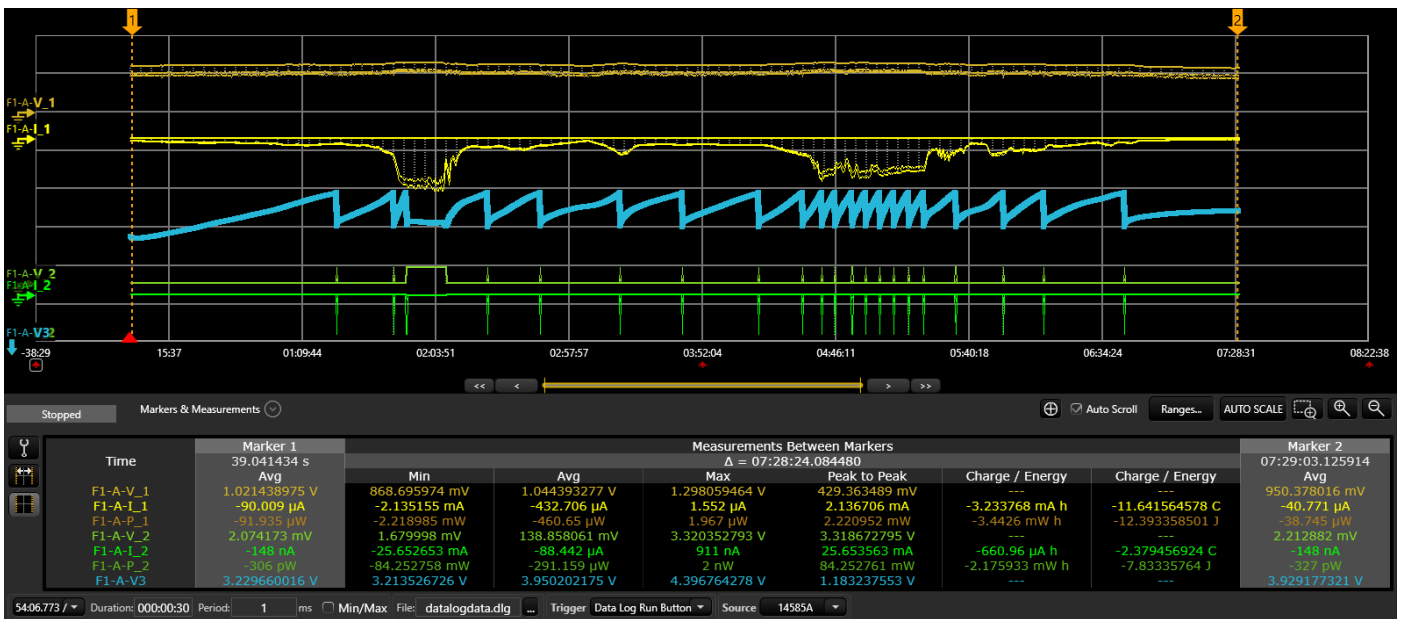 1 2
F1-A-V_1
F1-A-I_1
F1-A-V_2
F1-A-I_2
F1-A-V3
-38:29 15:37 01:09:44 02:03:51 02:57:57 03:52:04 04:46:11 05:40:18 06:34:24 07:28:31 08:22:38
<< < > >>
Stopped Markers & Measurements Auto Scroll Ranges... AUTO SCALE
Marker 1 Measurements Between Markers Marker 2
Time 39.041434 s Δ = 07:28:24.084480 07:29:03.125914
Avg Min Avg Max Peak to Peak Charge / Energy Charge / Energy Avg
F1-A-V_1 1.021438975 V 868.695974 mV 1.044393277 V 1.298059464 V 429.363489 mV --- --- 950.378016 mV
F1-A-I_1 -90.009 µA -2.135155 mA -432.706 µA 1.552 µA 2.136706 mA -3.233768 mA h -11.641564578 C -40.771 µA
F1-A-P_1 -91.935 µW -2.218985 mW -460.65 µW 1.967 µW 2.220952 mW -3.4426 mW h -12.393358501 J -38.745 µW
F1-A-V_2 2.074173 mV 1.679998 mV 138.858061 mV 3.320352793 V 3.318672795 V --- --- 2.212882 mV
F1-A-I_2 -148 nA -25.652653 mA -88.442 µA 911 nA 25.653563 mA -660.96 µA h -2.379456924 C -148 nA
F1-A-P_2 -306 pW -84.252758 mW -291.159 µW 2 nW 84.252761 mW -2.175933 mW h -7.83335764 J -327 pW
F1-A-V3 3.229660016 V 3.213526726 V 3.950202175 V 4.396764278 V 1.183237553 V --- --- 3.929177321 V
54:06.773 / Duration: 000:00:30 Period: 1 ms Min/Max File: datalogdata.dlg ... Trigger Data Log Run Button Source 14585A